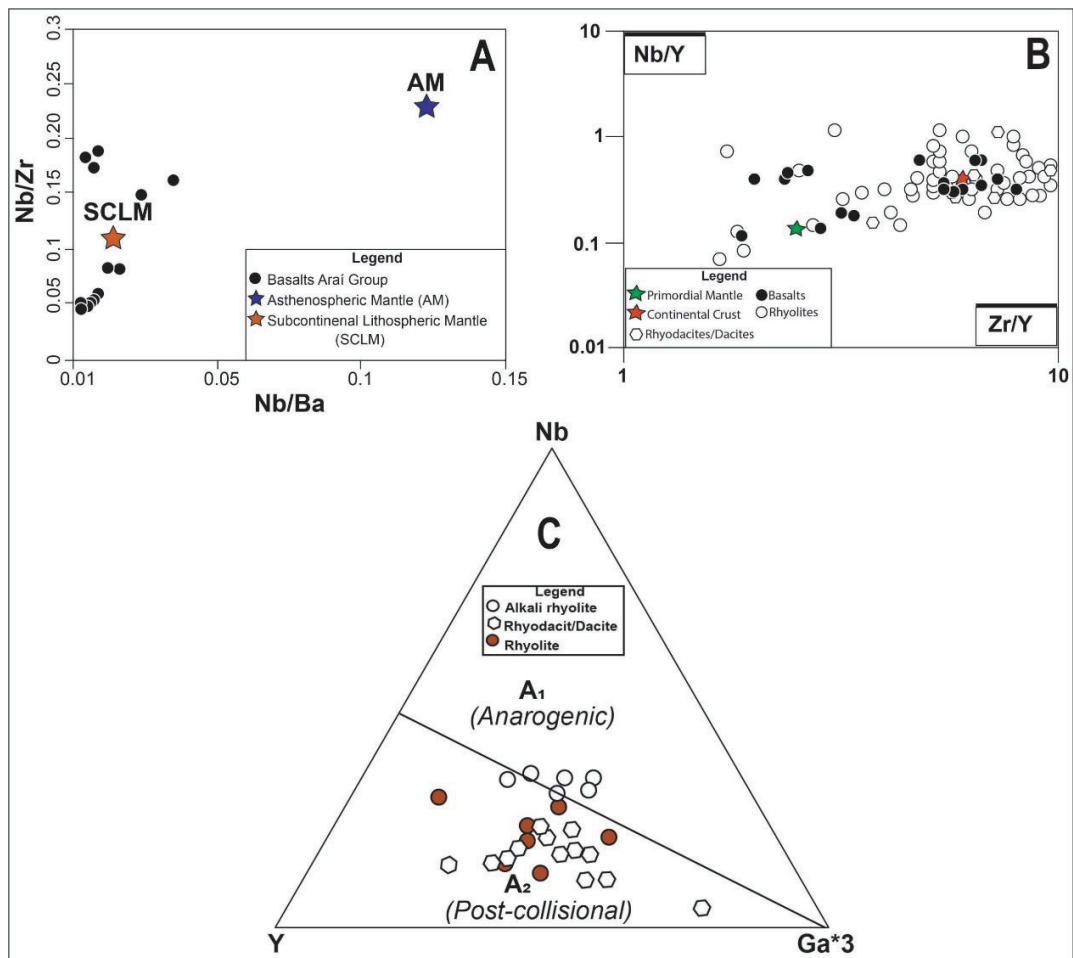 A
0.3
0.25
0.20
0.15
0.1
0.05
0
Nb/Zr
AM
SCLM
Legend
Basalts Araí Group
Asthenospheric Mantle (AM)
Subcontinenal Lithospheric Mantle
(SCLM)
0.01
0.05
0.1
0.15
Nb/Ba
B
10
1
0.1
0.01
Nb/Y
Legend
Primordial Mantle
Basalts
Continental Crust
Rhyolites
Rhyodacites/Dacites
Zr/Y
1
10
Nb
C
Legend
Alkali rhyolite
Rhyodacit/Dacite
Rhyolite
A₁
(Anarogenic)
A₂
(Post-collisional)
Y
Ga*3